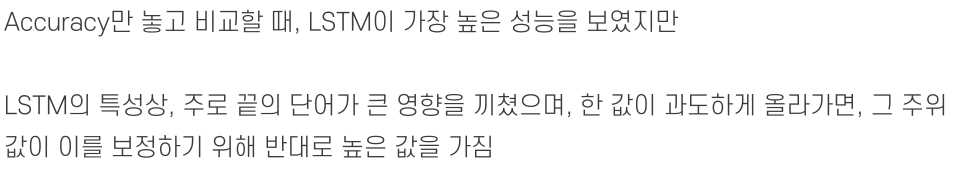 Accuracy만 놓고 비교할 때, LSTM이 가장 높은 성능을 보였지만
LSTM의 특성상, 주로 끝의 단어가 큰 영향을 끼쳤으며, 한 값이 과도하게 올라가면, 그 주위
값이 이를 보정하기 위해 반대로 높은 값을 가짐